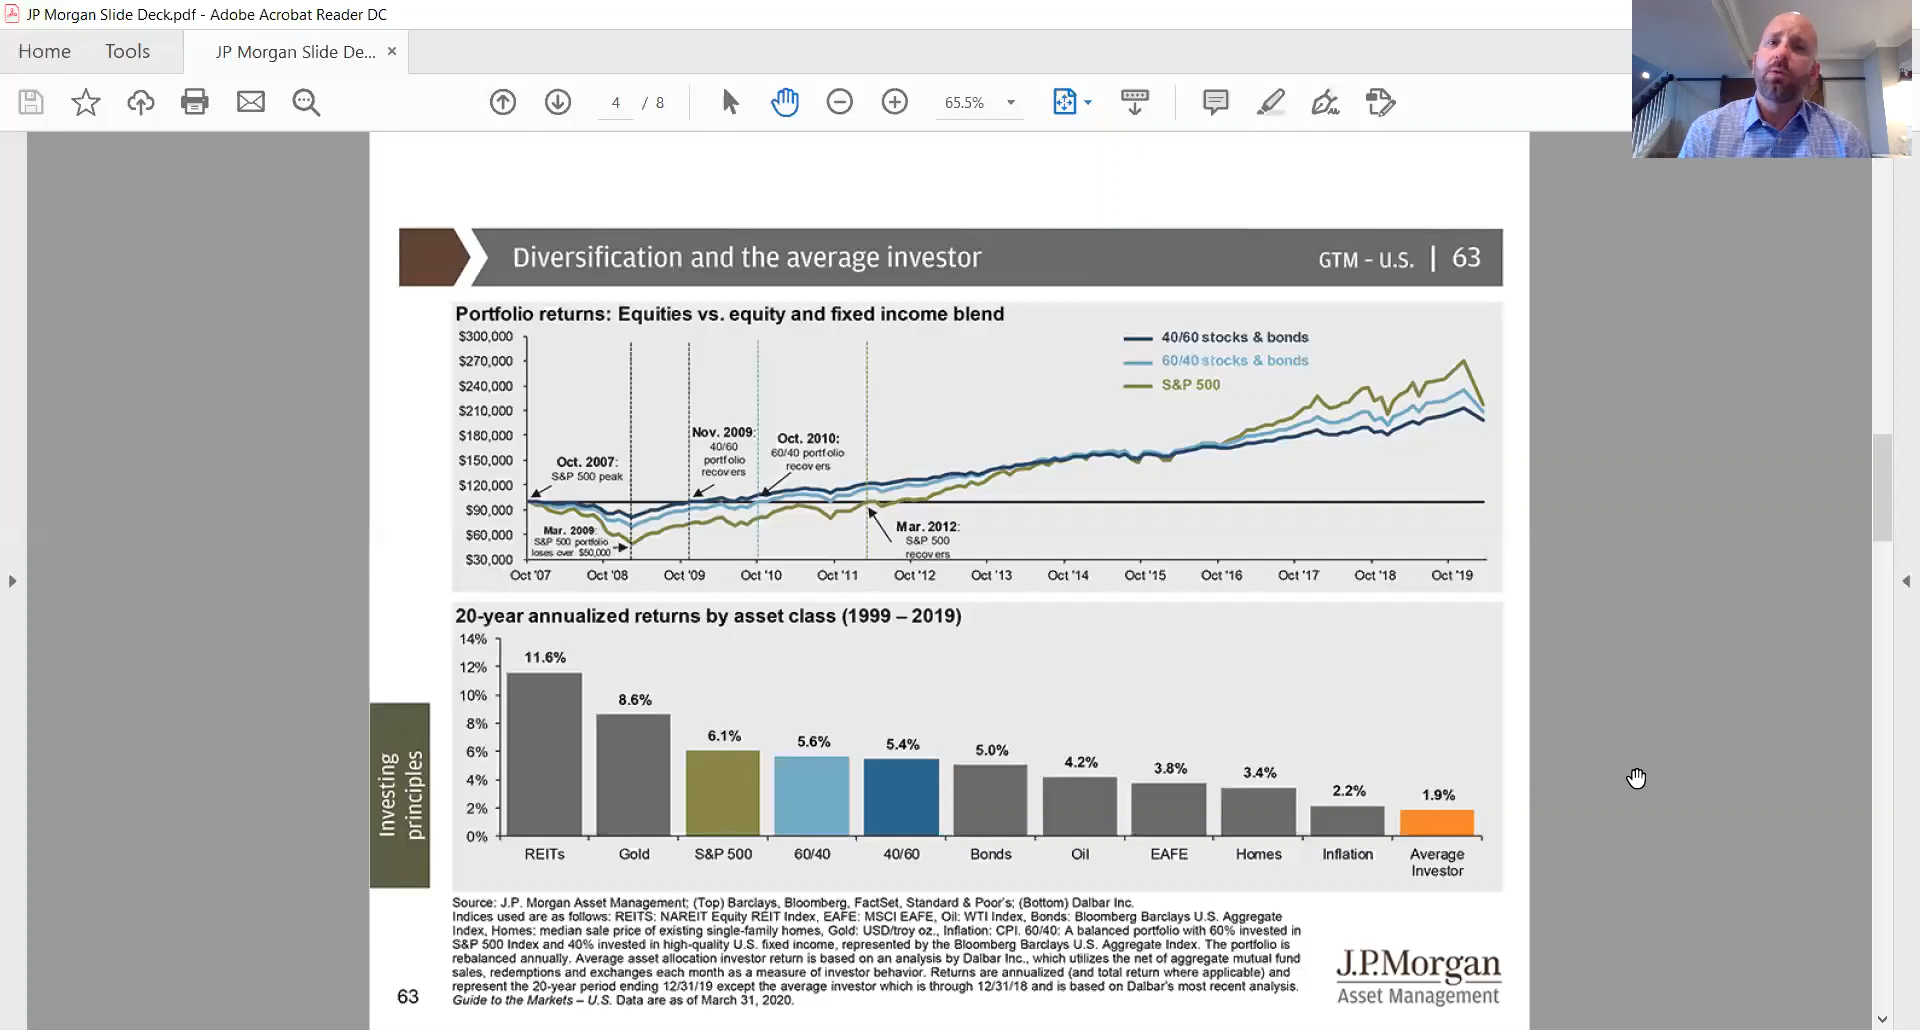 JP Morgan Slide Deck.pdf - Adobe Acrobat Reader DC
Home Tools JP Morgan Slide De... ×
4 / 8 65.5%
Diversification and the average investor GTM – U.S. | 63
Portfolio returns: Equities vs. equity and fixed income blend
$300,000
$270,000
$240,000
$210,000
$180,000
$150,000
$120,000
$90,000
$60,000
$30,000
40/60 stocks & bonds
60/40 stocks & bonds
S&P 500
Oct. 2007:
S&P 500 peak
Mar. 2009:
S&P 500 portfolio
loses over $50,000
Nov. 2009:
40/60
portfolio
recovers
Oct. 2010:
60/40 portfolio
recovers
Mar. 2012:
S&P 500
recovers
Oct '07 Oct '08 Oct '09 Oct '10 Oct '11 Oct '12 Oct '13 Oct '14 Oct '15 Oct '16 Oct '17 Oct '18 Oct '19
20-year annualized returns by asset class (1999 – 2019)
14%
12%
10%
8%
6%
4%
2%
0%
11.6% 8.6% 6.1% 5.6% 5.4% 5.0% 4.2% 3.8% 3.4% 2.2% 1.9%
REITs Gold S&P 500 60/40 40/60 Bonds Oil EAFE Homes Inflation Average
Investor
Investing
principles
Source: J.P. Morgan Asset Management; (Top) Barclays, Bloomberg, FactSet, Standard & Poor's; (Bottom) Dalbar Inc.
Indices used are as follows: REITS: NAREIT Equity REIT Index, EAFE: MSCI EAFE, Oil: WTI Index, Bonds: Bloomberg Barclays U.S. Aggregate
Index, Homes: median sale price of existing single-family homes, Gold: USD/troy oz., Inflation: CPI. 60/40: A balanced portfolio with 60% invested in
S&P 500 Index and 40% invested in high-quality U.S. fixed income, represented by the Bloomberg Barclays U.S. Aggregate Index. The portfolio is
rebalanced annually. Average asset allocation investor return is based on an analysis by Dalbar Inc., which utilizes the net of aggregate mutual fund
sales, redemptions and exchanges each month as a measure of investor behavior. Returns are annualized (and total return where applicable) and
represent the 20-year period ending 12/31/19 except the average investor which is through 12/31/18 and is based on Dalbar's most recent analysis.
Guide to the Markets – U.S. Data are as of March 31, 2020.
63
J.P.Morgan
Asset Management